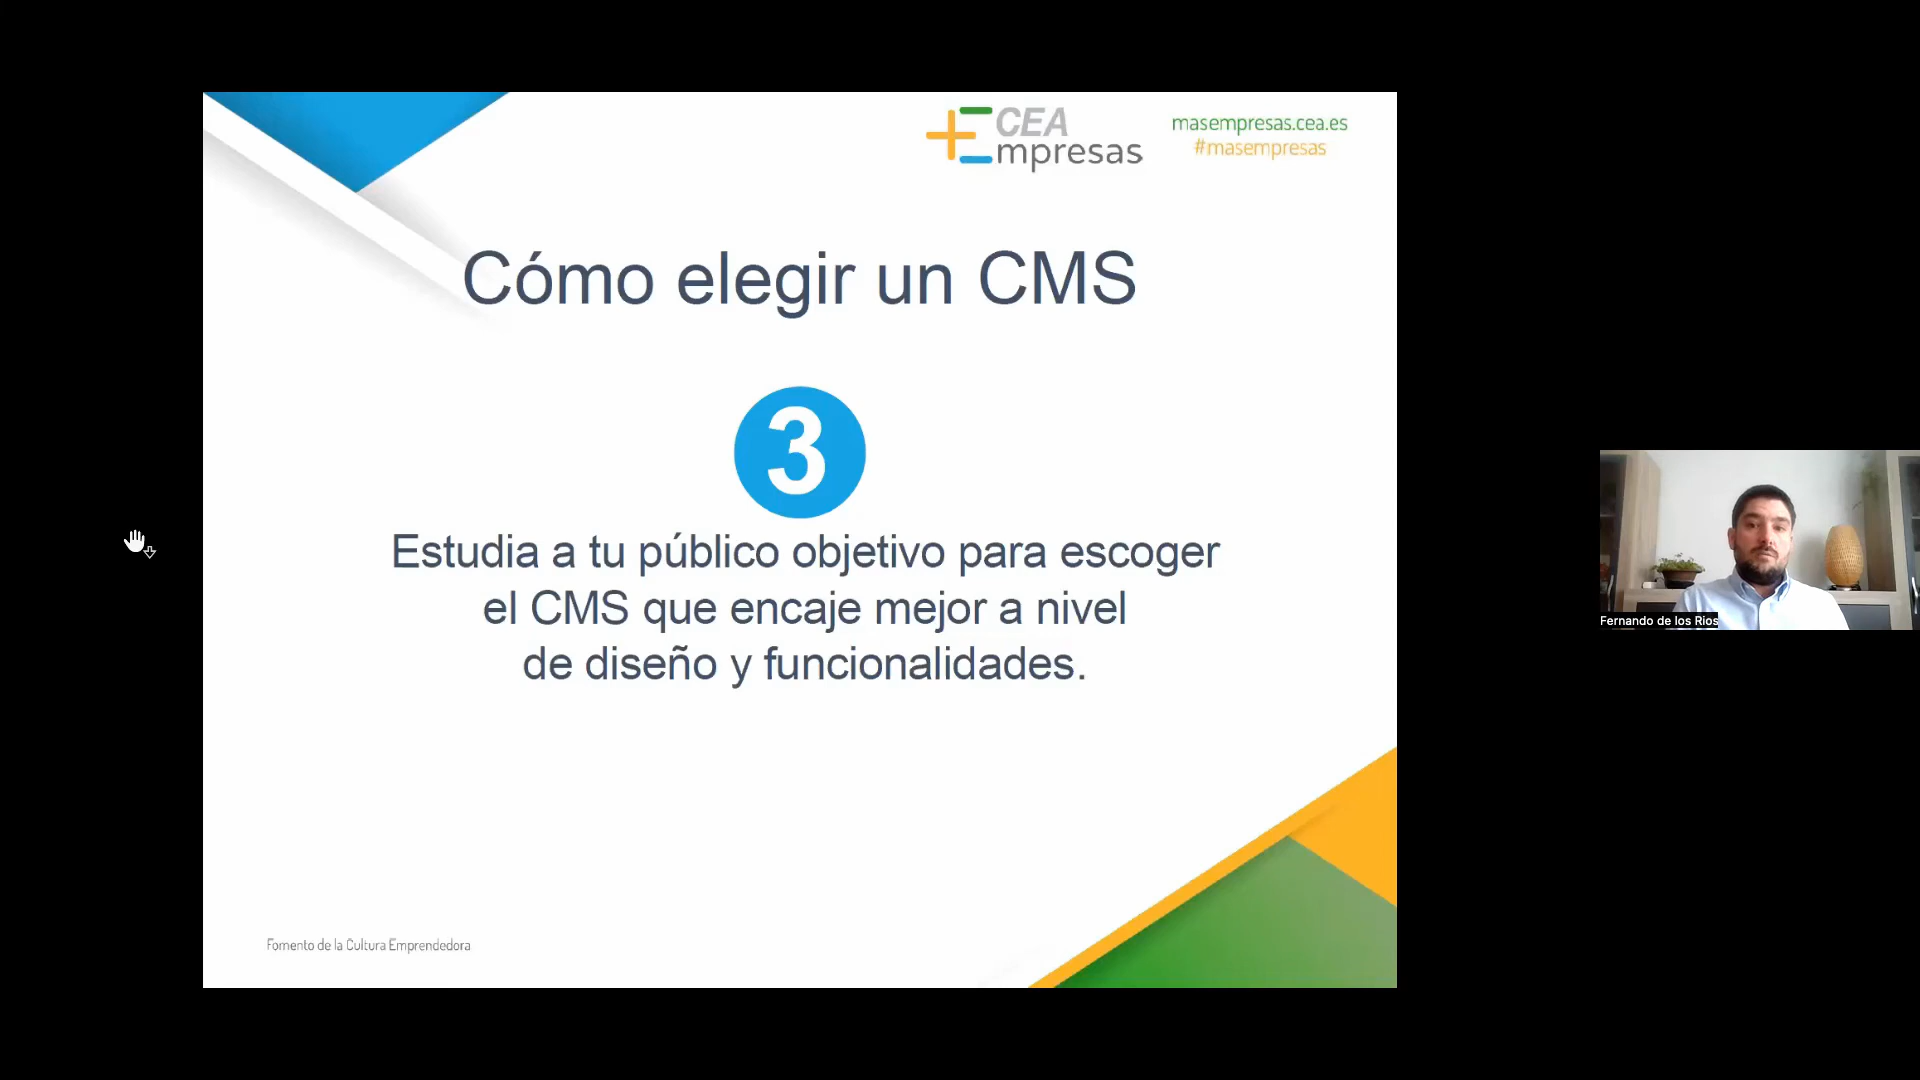 CEA
Empresas
masempresas.cea.es
#masempresas
Cómo elegir un CMS
3
Estudia a tu público objetivo para escoger
el CMS que encaje mejor a nivel
de diseño y funcionalidades.
Fernando de los Rios
Fomento de la Cultura Emprendedora